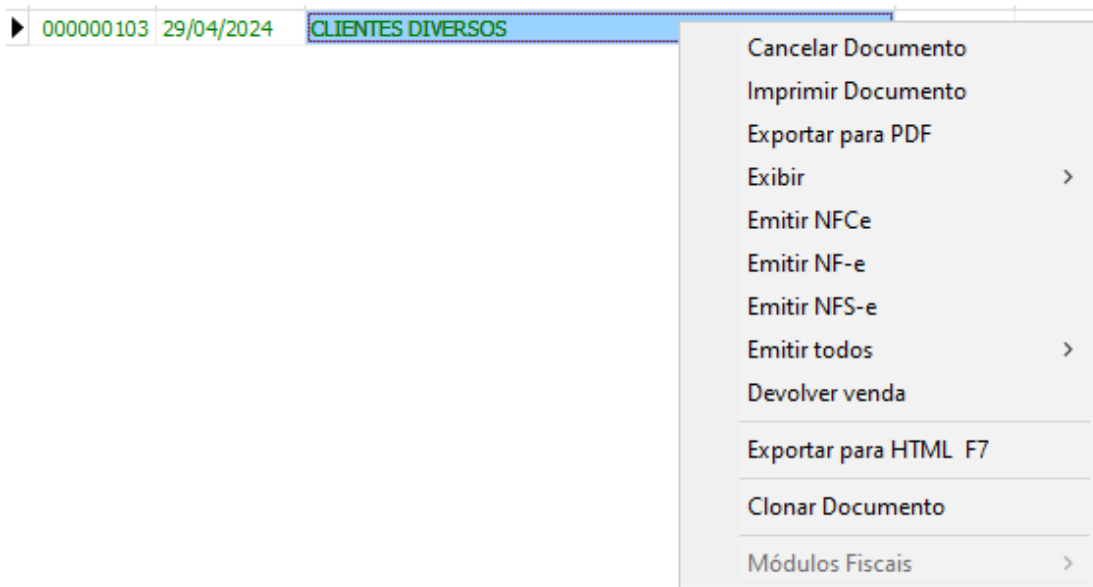 000000103 29/04/2024 CLIENTES DIVERSOS
Cancelar Documento
Imprimir Documento
Exportar para PDF
Exibir
Emitir NFCe
Emitir NF-e
Emitir NFS-e
Emitir todos
Devolver venda
Exportar para HTML F7
Clonar Documento
Módulos Fiscais